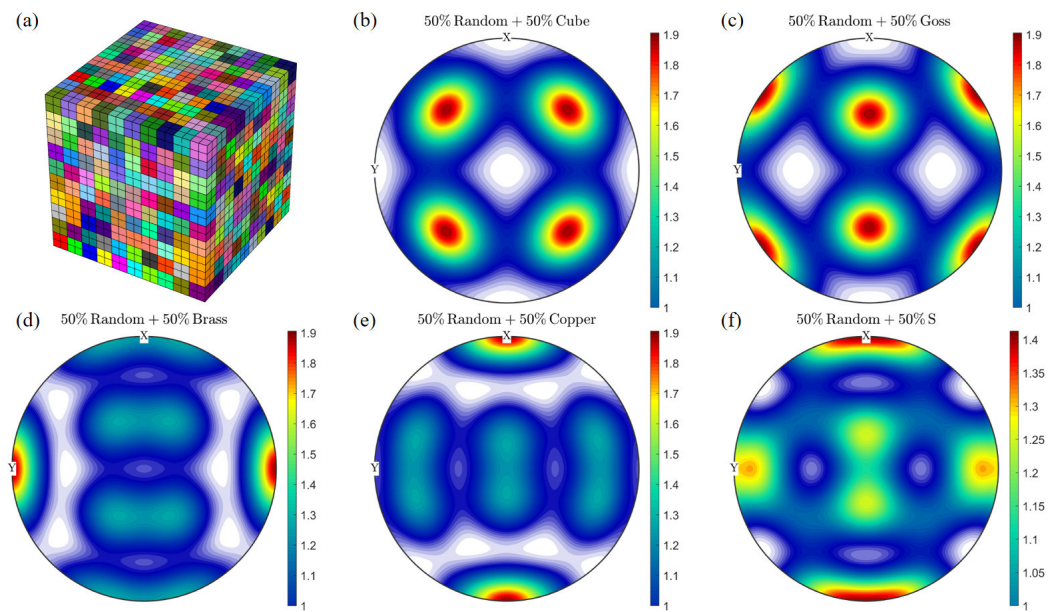 (a)
(b)
50% Random + 50% Cube
X
Y
1.9
1.8
1.7
1.6
1.5
1.4
1.3
1.2
1.1
1
(c)
50% Random + 50% Goss
X
Y
1.9
1.8
1.7
1.6
1.5
1.4
1.3
1.2
1.1
1
(d)
50% Random + 50% Brass
X
Y
1.9
1.8
1.7
1.6
1.5
1.4
1.3
1.2
1.1
1
(e)
50% Random + 50% Copper
X
Y
1.9
1.8
1.7
1.6
1.5
1.4
1.3
1.2
1.1
1
(f)
50% Random + 50% S
X
Y
1.4
1.35
1.3
1.25
1.2
1.15
1.1
1.05
1